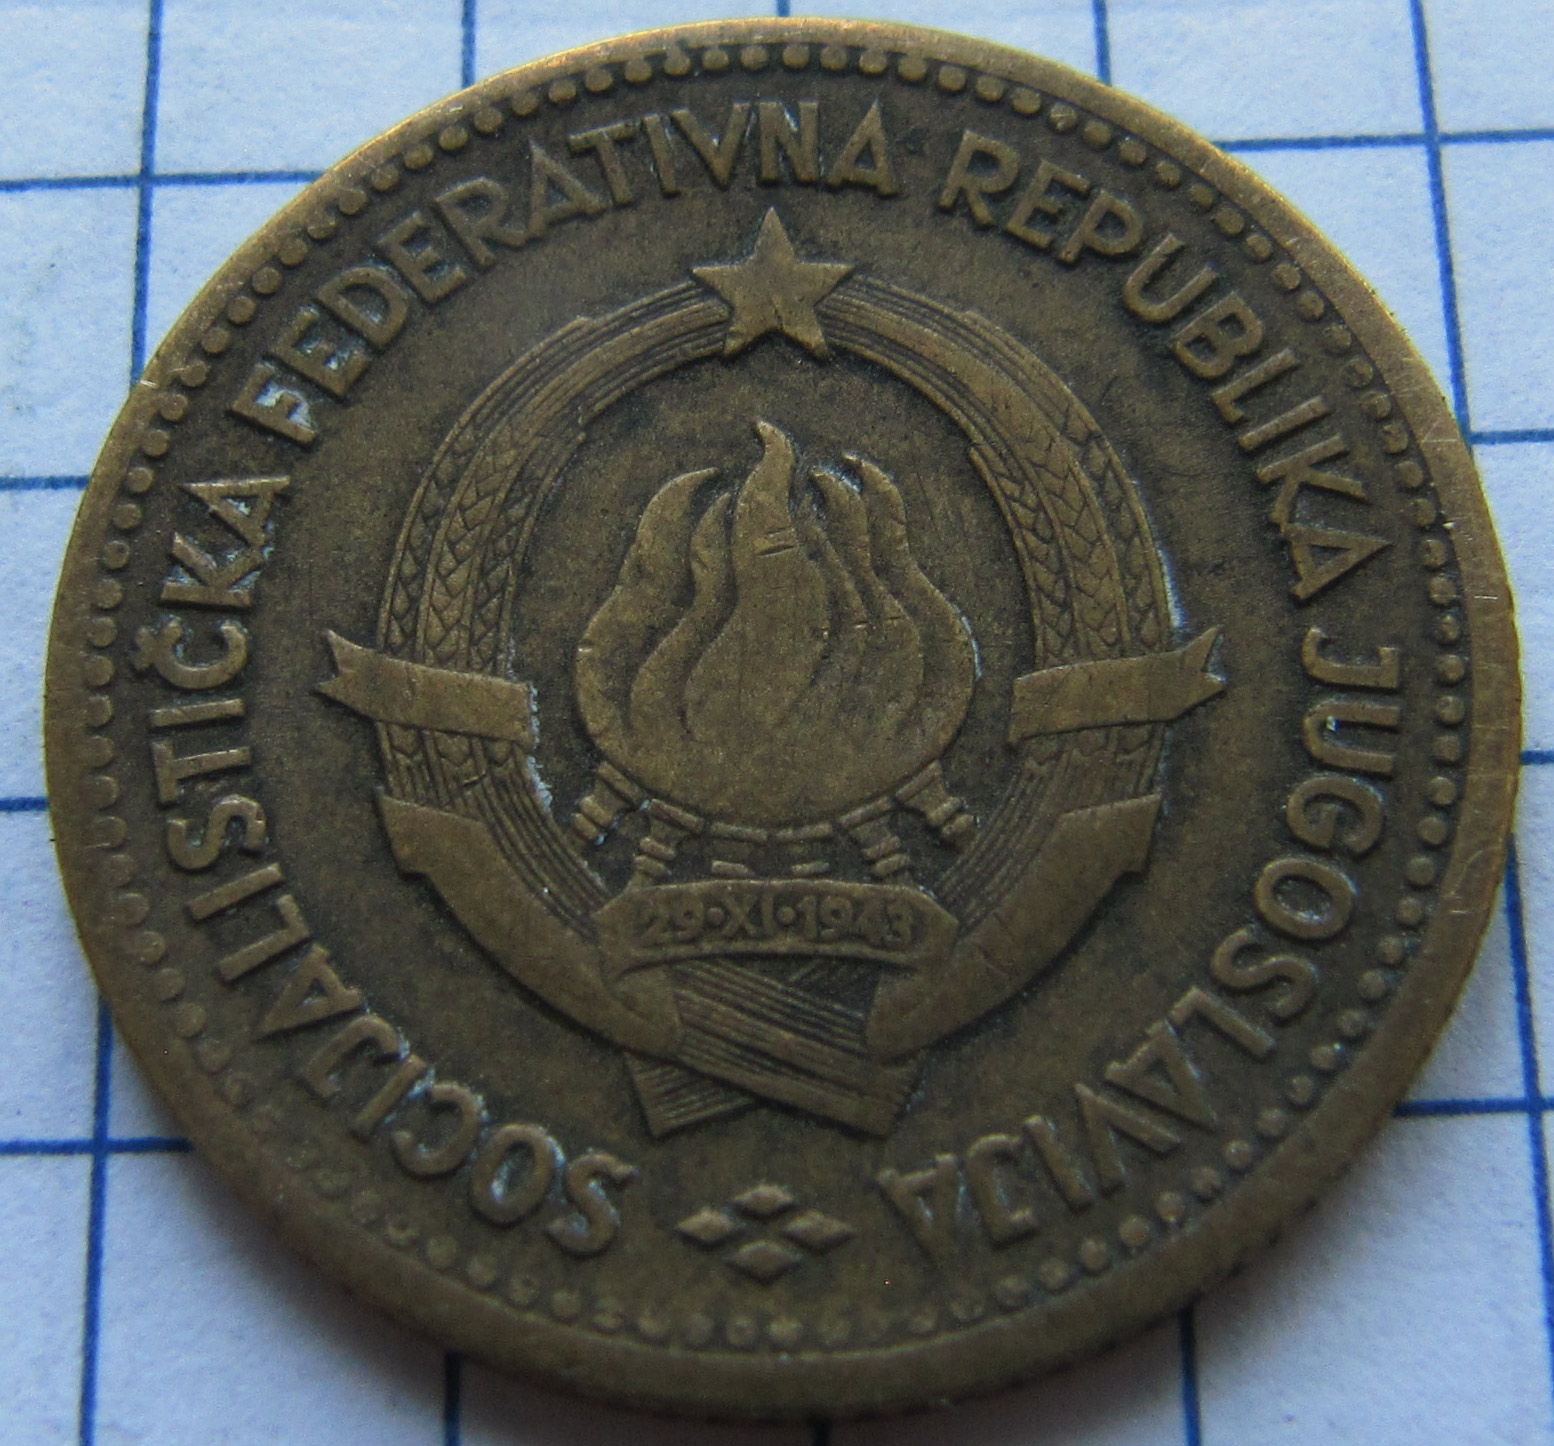 SOCIJALISTIČKA FEDERATIVNA REPUBLIKA JUGOSLAVIJA
29·XI·1943